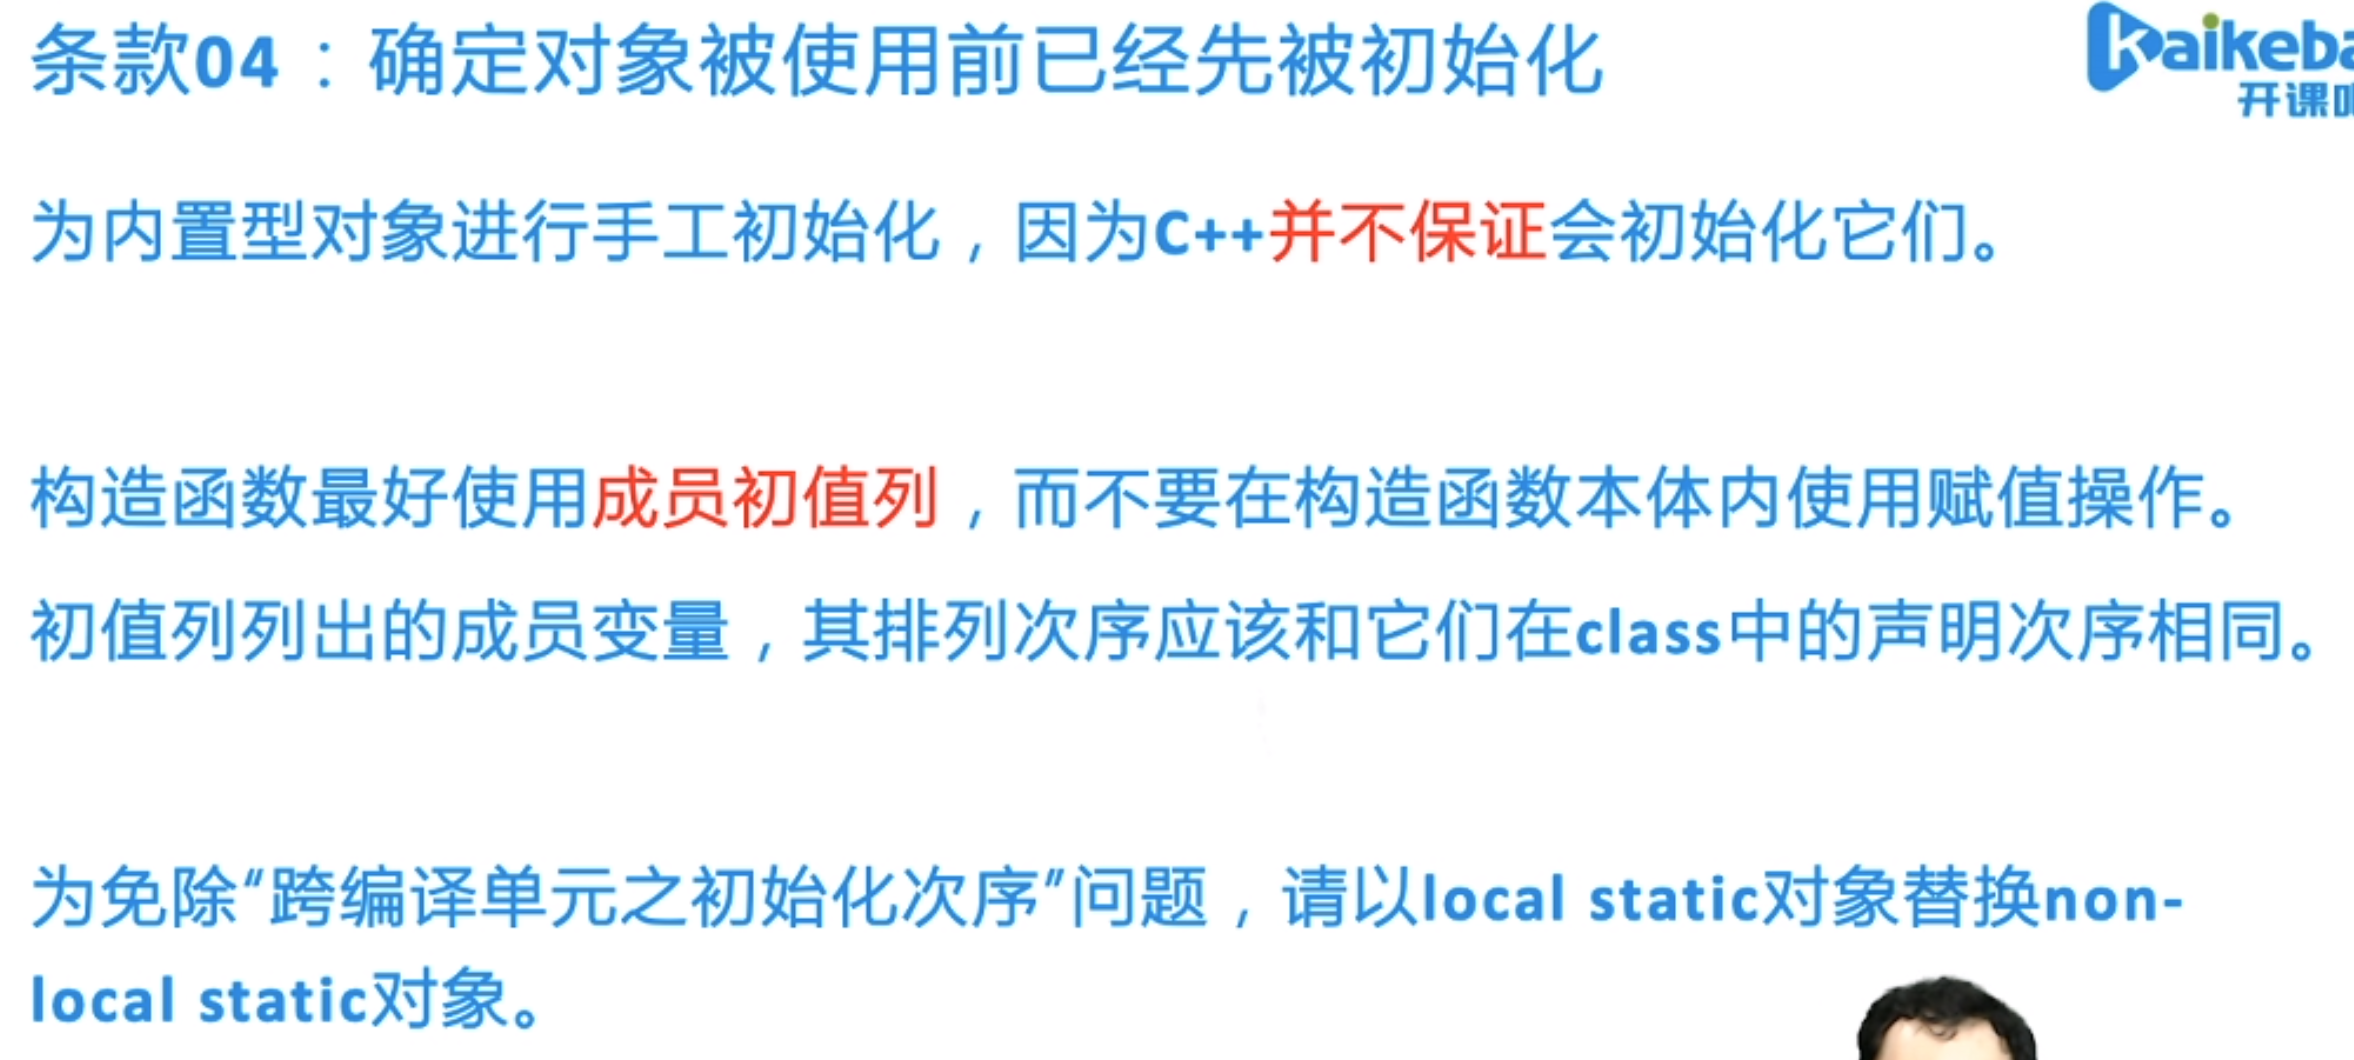 条款04：确定对象被使用前已经先被初始化
kaikeba
开课吧
为内置型对象进行手工初始化，因为C++并不保证会初始化它们。
构造函数最好使用成员初值列，而不要在构造函数本体内使用赋值操作。
初值列列出的成员变量，其排列次序应该和它们在class中的声明次序相同。
为免除“跨编译单元之初始化次序”问题，请以local static对象替换non-
local static对象。